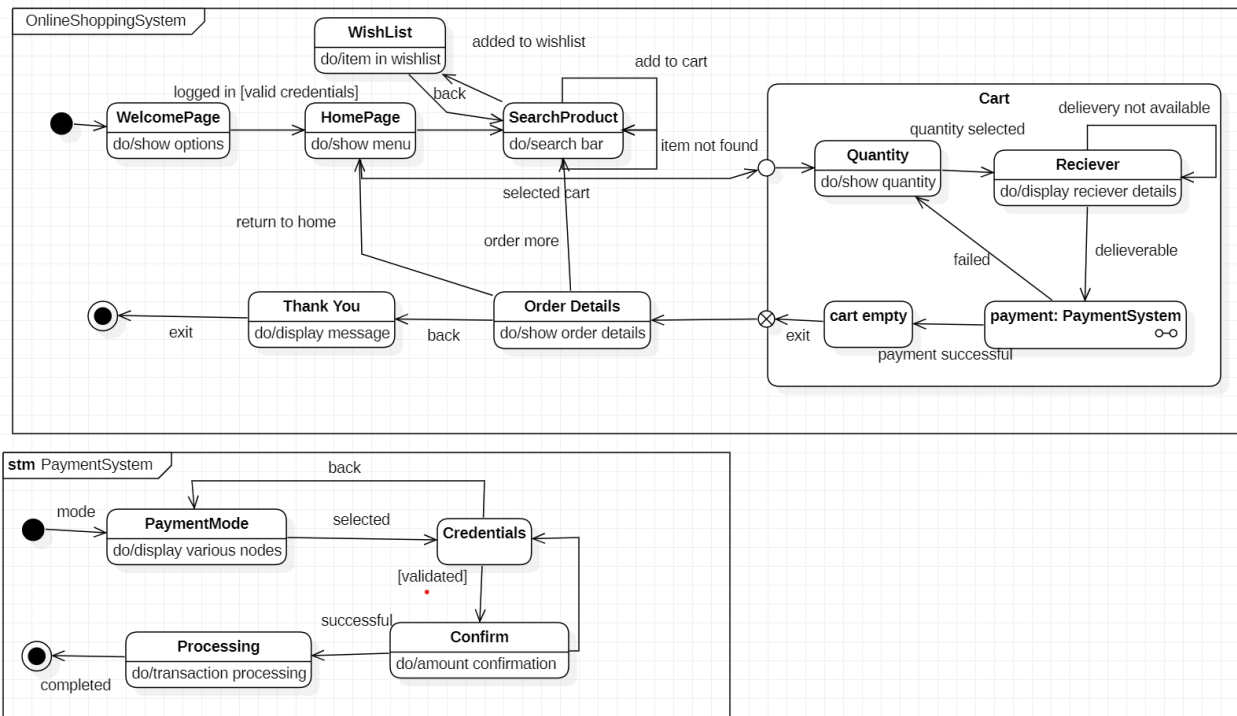 OnlineShoppingSystem
WishList
do/item in wishlist
added to wishlist
add to cart
back
logged in [valid credentials]
WelcomePage
do/show options
HomePage
do/show menu
SearchProduct
do/search bar
item not found
selected cart
return to home
order more
Cart
delievery not available
quantity selected
Quantity
do/show quantity
Reciever
do/display reciever details
failed
delieverable
Thank You
do/display message
Order Details
do/show order details
exit
back
exit
cart empty
payment: PaymentSystem
payment successful
stm PaymentSystem
back
mode
PaymentMode
do/display various nodes
selected
Credentials
[validated]
successful
Confirm
do/amount confirmation
Processing
do/transaction processing
completed